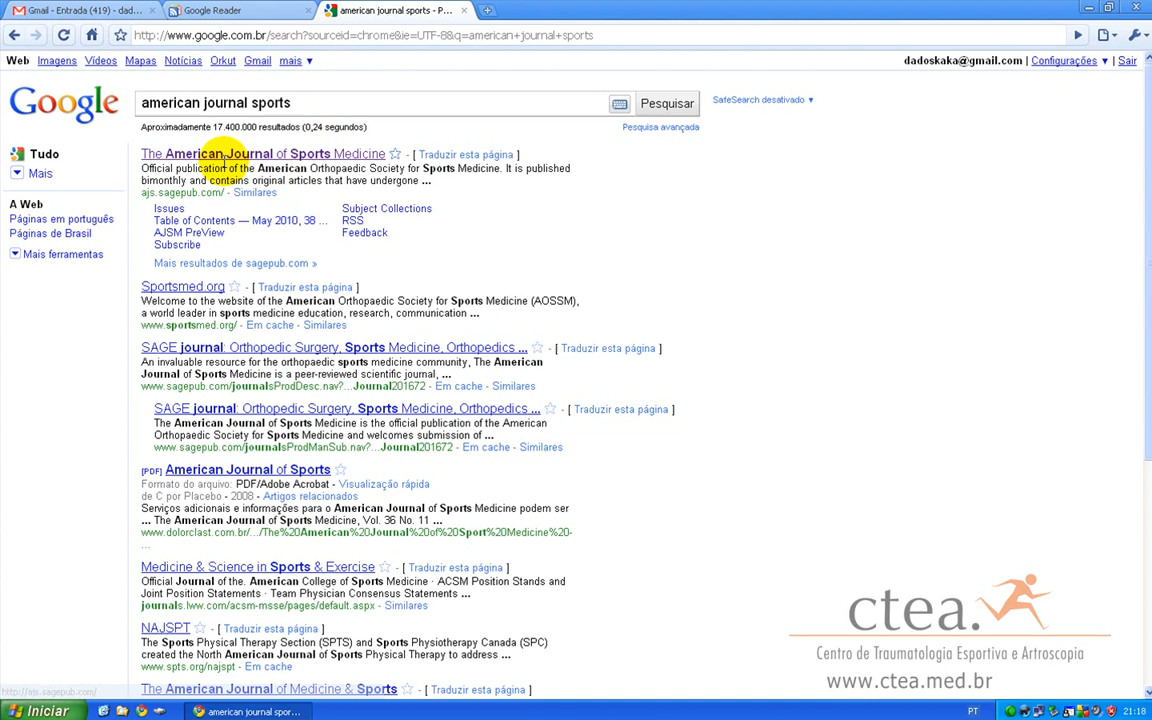 Gmail - Entrada (419) - dad...
Google Reader
american journal sports - P...
http://www.google.com.br/search?sourceid=chrome&ie=UTF-8&q=american+journal+sports
Web Imagens Vídeos Mapas Notícias Orkut Gmail mais ▼
dadoskaka@gmail.com | Configurações ▼ | Sair
Google
american journal sports
Pesquisar
SafeSearch desativado ▼
Aproximadamente 17.400.000 resultados (0,24 segundos)
Pesquisa avançada
Tudo
Mais
A Web
Páginas em português
Páginas de Brasil
Mais ferramentas
The American Journal of Sports Medicine - [ Traduzir esta página ]
Official publication of the American Orthopaedic Society for Sports Medicine. It is published
bimonthly and contains original articles that have undergone ...
ajs.sagepub.com/ - Similares
Issues
Subject Collections
Table of Contents — May 2010, 38 ...
RSS
AJSM PreView
Feedback
Subscribe
Mais resultados de sagepub.com »
Sportsmed.org - [ Traduzir esta página ]
Welcome to the website of the American Orthopaedic Society for Sports Medicine (AOSSM),
a world leader in sports medicine education, research, communication ...
www.sportsmed.org/ - Em cache - Similares
SAGE journal: Orthopedic Surgery, Sports Medicine, Orthopedics ... - [ Traduzir esta página ]
An invaluable resource for the orthopaedic sports medicine community, The American
Journal of Sports Medicine is a peer-reviewed scientific journal, ...
www.sagepub.com/journalsProdDesc.nav?...Journal201672 - Em cache - Similares
SAGE journal: Orthopedic Surgery, Sports Medicine, Orthopedics ... - [ Traduzir esta página ]
The American Journal of Sports Medicine is the official publication of the American
Orthopaedic Society for Sports Medicine and welcomes submission of ...
www.sagepub.com/journalsProdManSub.nav?...Journal201672 - Em cache - Similares
[PDF] American Journal of Sports
Formato do arquivo: PDF/Adobe Acrobat - Visualização rápida
de C por Placebo - 2008 - Artigos relacionados
Serviços adicionais e informações para o American Journal of Sports Medicine podem ser
... The American Journal of Sports Medicine, Vol. 36 No. 11 ...
www.dolorclast.com.br/.../The%20American%20Journal%20of%20Sport%20Medicine%20-
...
Medicine & Science in Sports & Exercise - [ Traduzir esta página ]
Official Journal of the. American College of Sports Medicine · ACSM Position Stands and
Joint Position Statements · Team Physician Consensus Statements ...
journals.lww.com/acsm-msse/pages/default.aspx - Similares
NAJSPT - [ Traduzir esta página ]
The Sports Physical Therapy Section (SPTS) and Sports Physiotherapy Canada (SPC)
created the North American Journal of Sports Physical Therapy to address ...
www.spts.org/najspt - Em cache
The American Journal of Medicine & Sports - [ Traduzir esta página ]
http://ajs.sagepub.com/
ctea.
Centro de Traumatologia Esportiva e Artroscopia
www.ctea.med.br
Iniciar
american journal spor...
PT
21:18